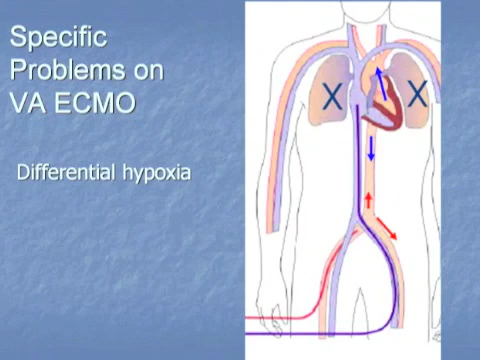 Specific
Problems on
VA ECMO
Differential hypoxia
X X